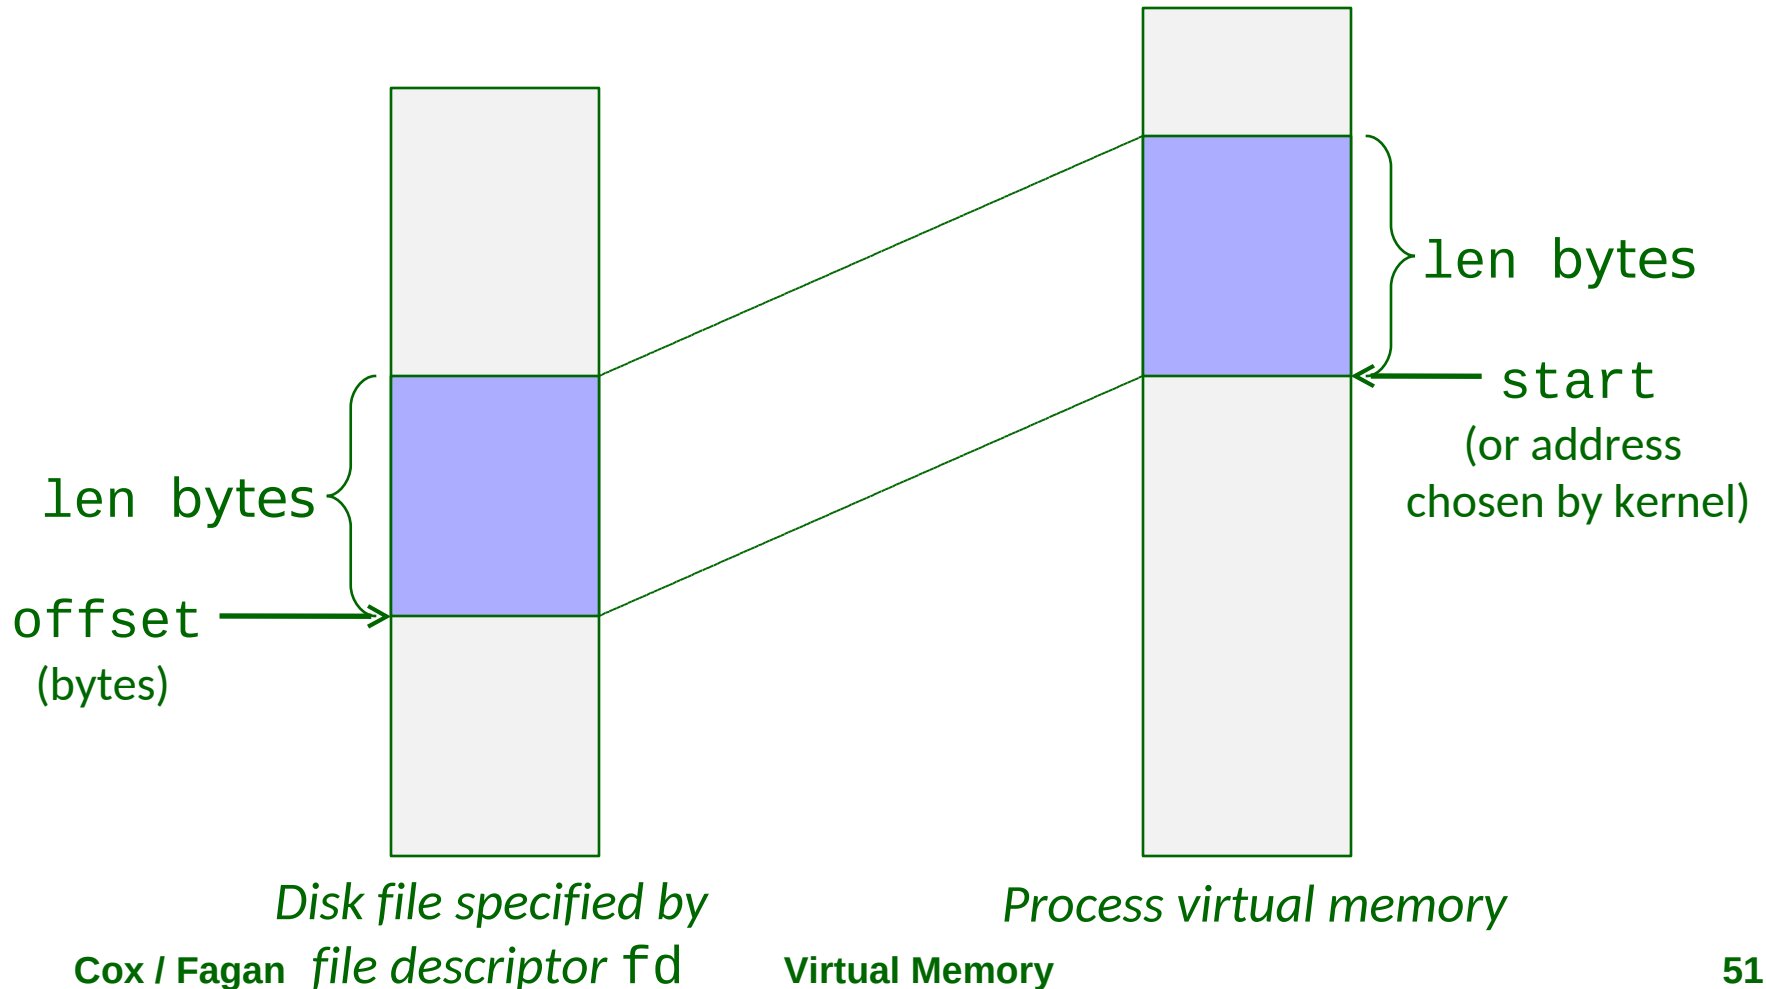 len bytes
start
(or address
chosen by kernel)
len bytes
offset
(bytes)
Disk file specified by
file descriptor fd
Process virtual memory
Cox / Fagan
Virtual Memory
51